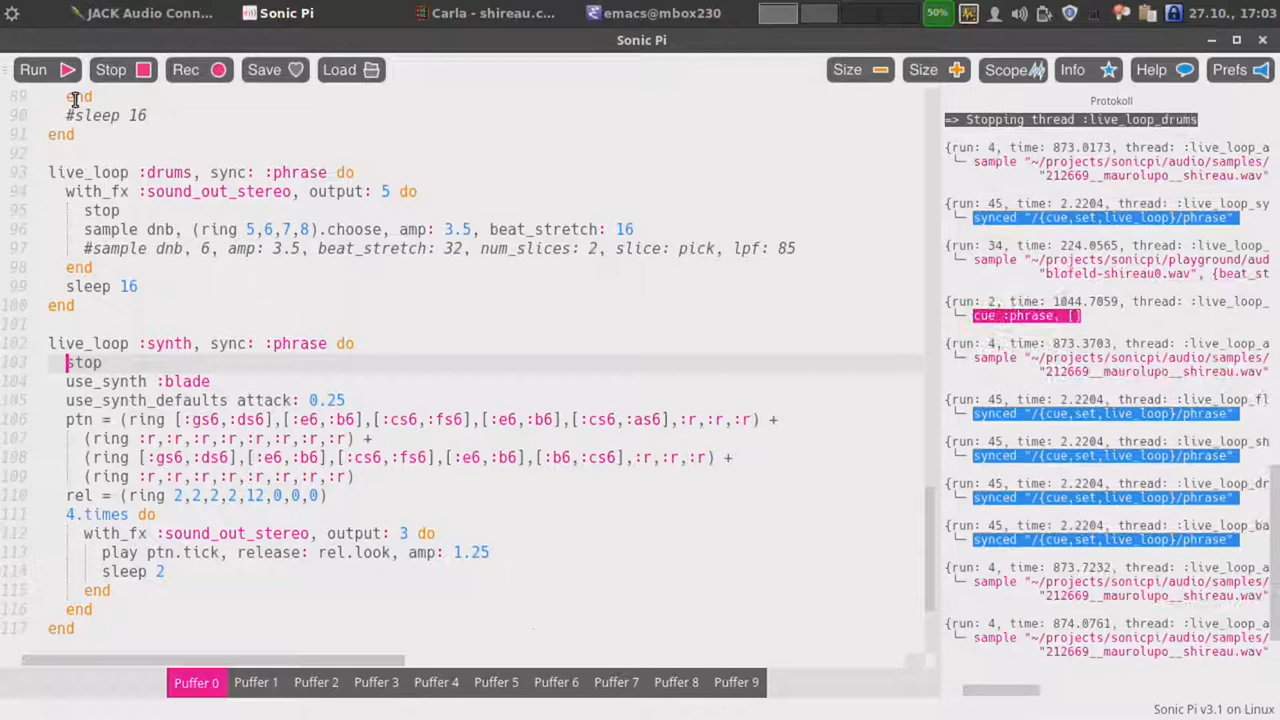 JACK Audio Conn...
Sonic Pi
Carla - shireau.c...
emacs@mbox230
50%
27.10., 17:03
Sonic Pi
Run
Stop
Rec
Save
Load
Size
Size
Scope
Info
Help
Prefs
89 end
90 #sleep 16
91 end
92
93 live_loop :drums, sync: :phrase do
94 with_fx :sound_out_stereo, output: 5 do
95 stop
96 sample dnb, (ring 5,6,7,8).choose, amp: 3.5, beat_stretch: 16
97 #sample dnb, 6, amp: 3.5, beat_stretch: 32, num_slices: 2, slice: pick, lpf: 85
98 end
99 sleep 16
100 end
101
102 live_loop :synth, sync: :phrase do
103 stop
104 use_synth :blade
105 use_synth_defaults attack: 0.25
106 ptn = (ring [:gs6,:ds6],[:e6,:b6],[:cs6,:fs6],[:e6,:b6],[:cs6,:as6],:r,:r,:r) +
107 (ring :r,:r,:r,:r,:r,:r,:r,:r) +
108 (ring [:gs6,:ds6],[:e6,:b6],[:cs6,:fs6],[:e6,:b6],[:b6,:cs6],:r,:r,:r) +
109 (ring :r,:r,:r,:r,:r,:r,:r,:r)
110 rel = (ring 2,2,2,2,12,0,0,0)
111 4.times do
112 with_fx :sound_out_stereo, output: 3 do
113 play ptn.tick, release: rel.look, amp: 1.25
114 sleep 2
115 end
116 end
117 end
Protokoll
=> Stopping thread :live_loop_drums
{run: 4, time: 873.0173, thread: :live_loop_a
sample "~/projects/sonicpi/audio/samples/
"212669__maurolupo__shireau.wav"
{run: 45, time: 2.2204, thread: :live_loop_sy
synced "/{cue,set,live_loop}/phrase"
{run: 34, time: 224.0565, thread: :live_loop_
sample "~/projects/sonicpi/playground/aud
"blofeld-shireau0.wav", {beat_st
{run: 2, time: 1044.7059, thread: :live_loop_
cue :phrase, []
{run: 4, time: 873.3703, thread: :live_loop_a
sample "~/projects/sonicpi/audio/samples/
"212669__maurolupo__shireau.wav"
{run: 45, time: 2.2204, thread: :live_loop_fl
synced "/{cue,set,live_loop}/phrase"
{run: 45, time: 2.2204, thread: :live_loop_sh
synced "/{cue,set,live_loop}/phrase"
{run: 45, time: 2.2204, thread: :live_loop_dr
synced "/{cue,set,live_loop}/phrase"
{run: 45, time: 2.2204, thread: :live_loop_ba
synced "/{cue,set,live_loop}/phrase"
{run: 4, time: 873.7232, thread: :live_loop_a
sample "~/projects/sonicpi/audio/samples/
"212669__maurolupo__shireau.wav"
{run: 4, time: 874.0761, thread: :live_loop_a
sample "~/projects/sonicpi/audio/samples/
"212669__maurolupo__shireau.wav"
Puffer 0
Puffer 1
Puffer 2
Puffer 3
Puffer 4
Puffer 5
Puffer 6
Puffer 7
Puffer 8
Puffer 9
Sonic Pi v3.1 on Linux